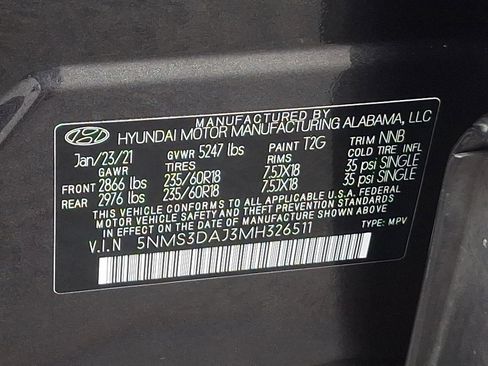 MANUFACTURED BY
HYUNDAI MOTOR MANUFACTURING ALABAMA, LLC
Jan/23/21 GVWR 5247 lbs PAINT T2G TRIM NNB
GAWR TIRES RIMS COLD TIRE INFL
FRONT 2866 lbs 235/60R18 7.5JX18 35 psi SINGLE
REAR 2976 lbs 235/60R18 7.5JX18 35 psi SINGLE
THIS VEHICLE CONFORMS TO ALL APPLICABLE U.S.A. FEDERAL
MOTOR VEHICLE SAFETY AND THEFT PREVENTION STANDARDS
IN EFFECT ON THE DATE OF MANUFACTURE SHOWN ABOVE.
V.I.N 5NMS3DAJ3MH326511 TYPE: MPV